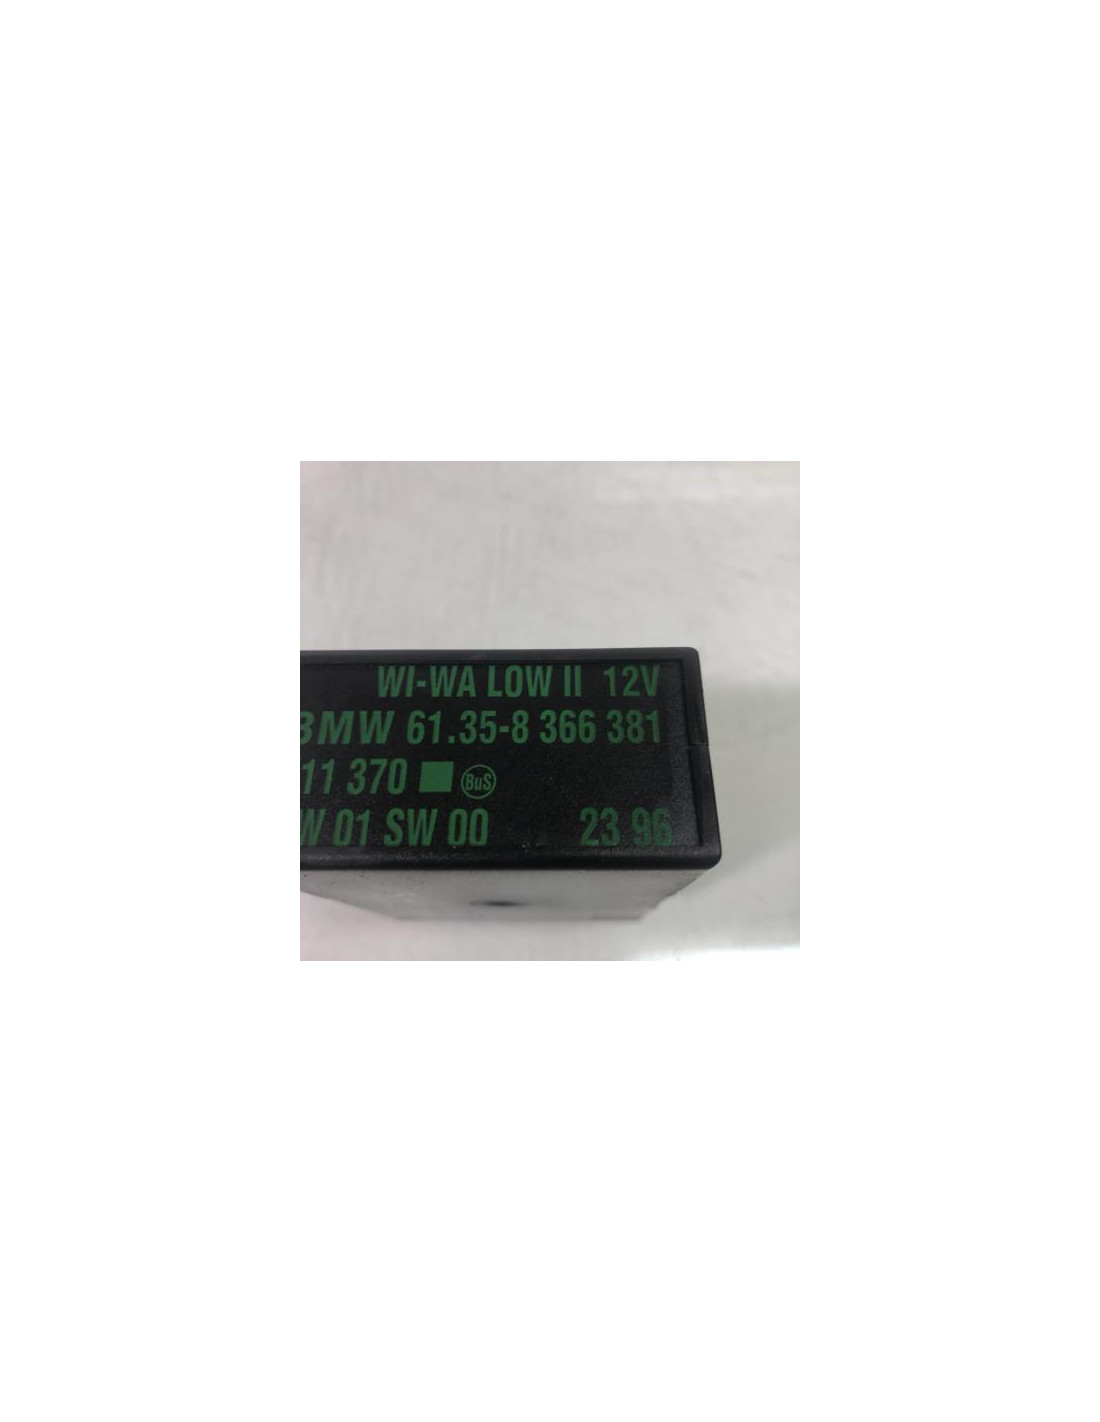 WI-WA LOW II 12V
BMW 61.35-8 366 381
11 370 BuS
W 01 SW 00 23 96